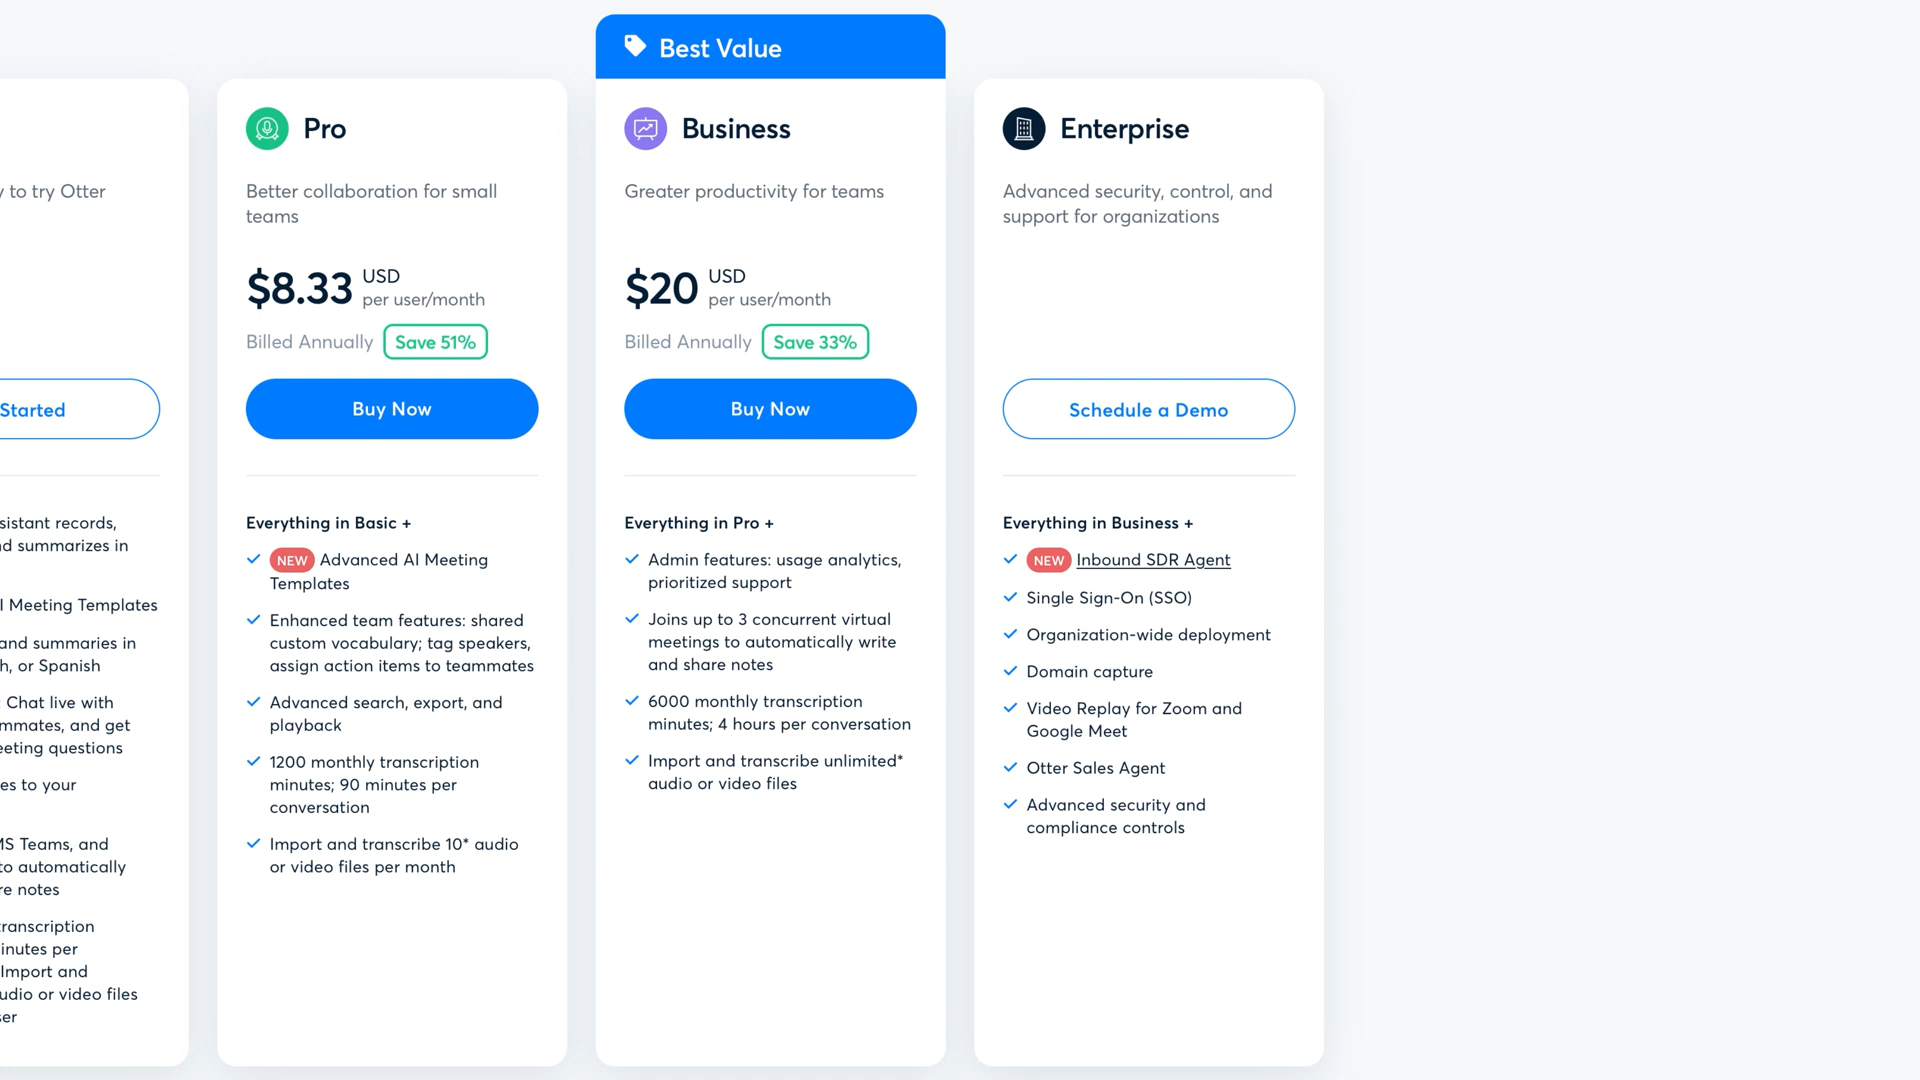 y to try Otter
Started
sistant records,
nd summarizes in
I Meeting Templates
and summaries in
h, or Spanish
: Chat live with
mmates, and get
eeting questions
es to your
MS Teams, and
to automatically
re notes
transcription
inutes per
Import and
udio or video files
ser
Pro
Better collaboration for small
teams
$8.33 USD
per user/month
Billed Annually Save 51%
Buy Now
Everything in Basic +
NEW Advanced AI Meeting
Templates
Enhanced team features: shared
custom vocabulary; tag speakers,
assign action items to teammates
Advanced search, export, and
playback
1200 monthly transcription
minutes; 90 minutes per
conversation
Import and transcribe 10* audio
or video files per month
Best Value
Business
Greater productivity for teams
$20 USD
per user/month
Billed Annually Save 33%
Buy Now
Everything in Pro +
Admin features: usage analytics,
prioritized support
Joins up to 3 concurrent virtual
meetings to automatically write
and share notes
6000 monthly transcription
minutes; 4 hours per conversation
Import and transcribe unlimited*
audio or video files
Enterprise
Advanced security, control, and
support for organizations
Schedule a Demo
Everything in Business +
NEW Inbound SDR Agent
Single Sign-On (SSO)
Organization-wide deployment
Domain capture
Video Replay for Zoom and
Google Meet
Otter Sales Agent
Advanced security and
compliance controls